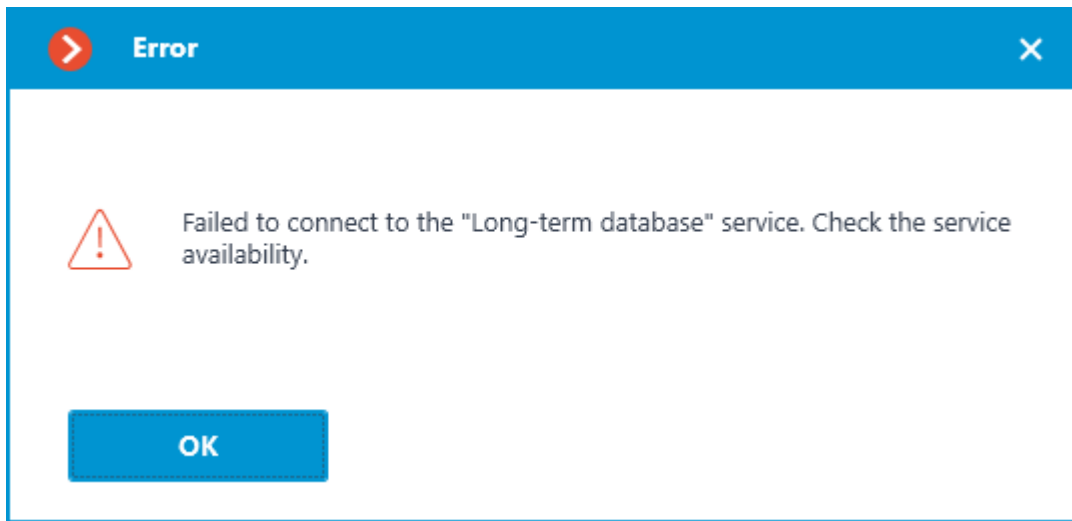 Error
Failed to connect to the "Long-term database" service. Check the service
availability.
OK